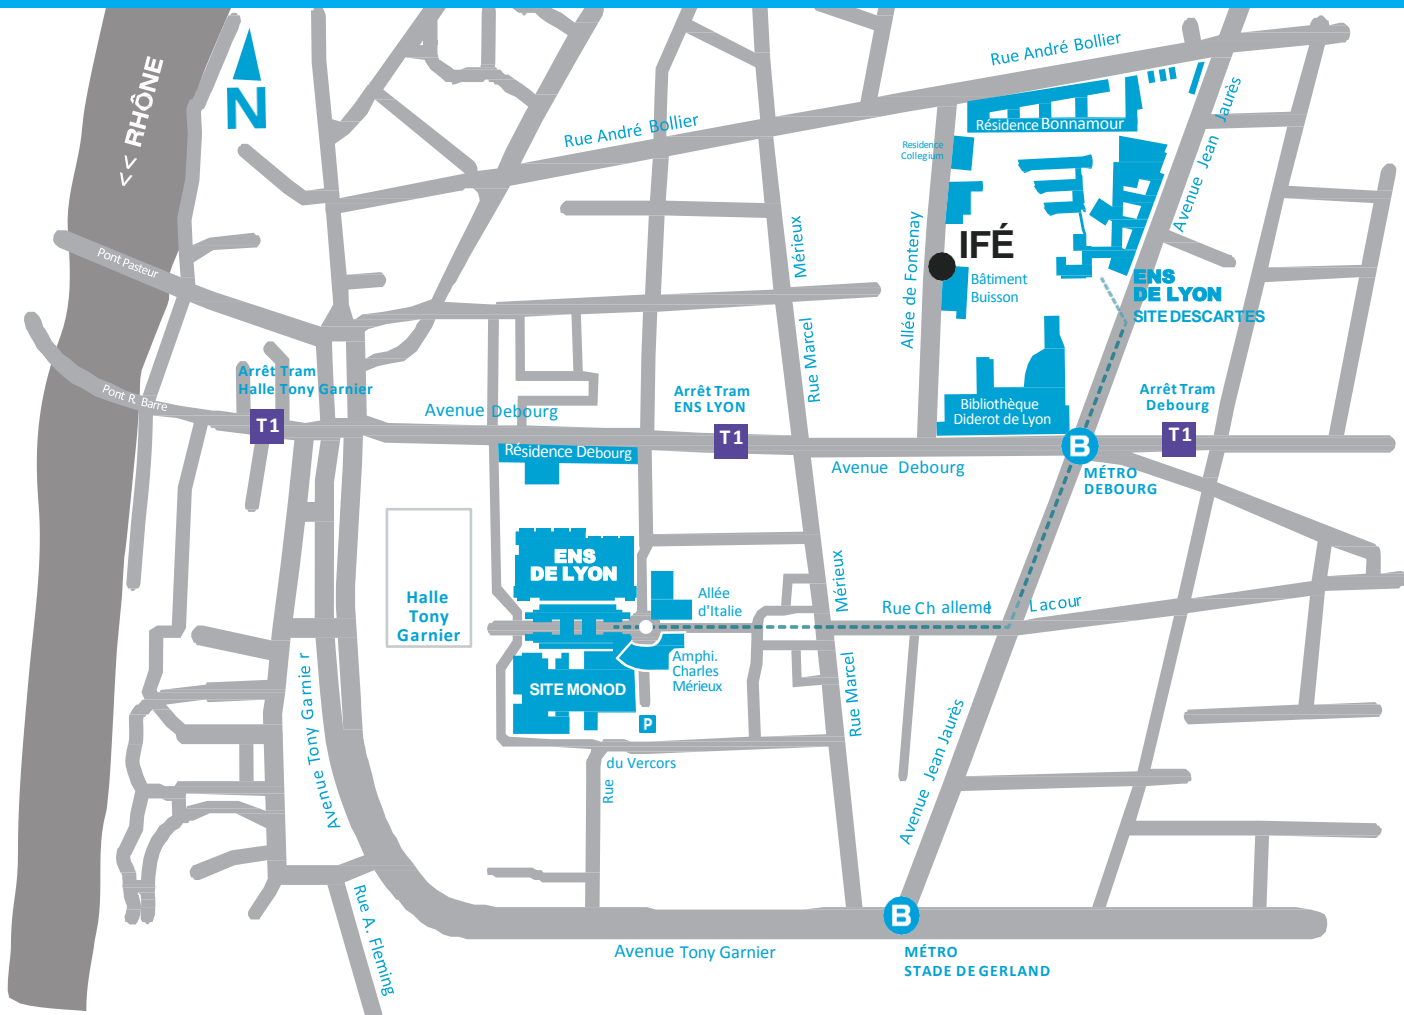 << RHÔNE
N
Rue André Bollier
Rue André Bollier
Résidence Bonnamour
Residence
Collegium
Avenue Jean Jaurès
Pont Pasteur
Mérieux
Allée de Fontenay
IFÉ
Bâtiment
Buisson
ENS
DE LYON
SITE DESCARTES
Rue Marcel
Arrêt Tram
Halle Tony Garnier
T1
Pont R. Barre
Avenue Debourg
Arrêt Tram
ENS LYON
T1
Bibliothèque
Diderot de Lyon
Arrêt Tram
Debourg
T1
B
MÉTRO
DEBOURG
Résidence Debourg
Avenue Debourg
ENS
DE LYON
Halle
Tony
Garnier
Allée
d'Italie
Mérieux
Rue Ch allemel Lacour
Amphi.
Charles
Mérieux
SITE MONOD
P
Rue Marcel
Avenue Tony Garnie r
du Vercors
Rue
Avenue Jean Jaurès
Rue A. Fleming
B
Avenue Tony Garnier
MÉTRO
STADE DE GERLAND